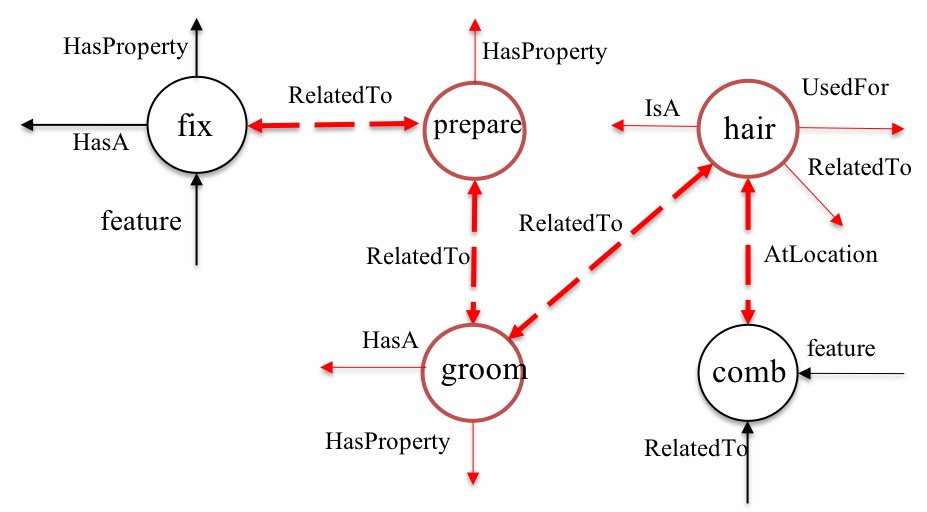 HasProperty
HasProperty
UsedFor
RelatedTo
IsA
fix
prepare
hair
HasA
RelatedTo
feature
RelatedTo
RelatedTo
AtLocation
HasA
feature
groom
comb
HasProperty
RelatedTo